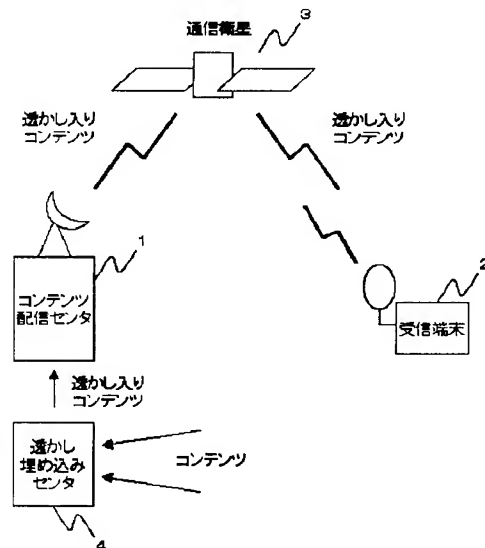 通信衛星
3
透かし入り
コンテンツ
透かし入り
コンテンツ
1
2
コンテンツ
配信センタ
受信端末
透かし入り
コンテンツ
透かし
埋め込み
センタ
コンテンツ
4